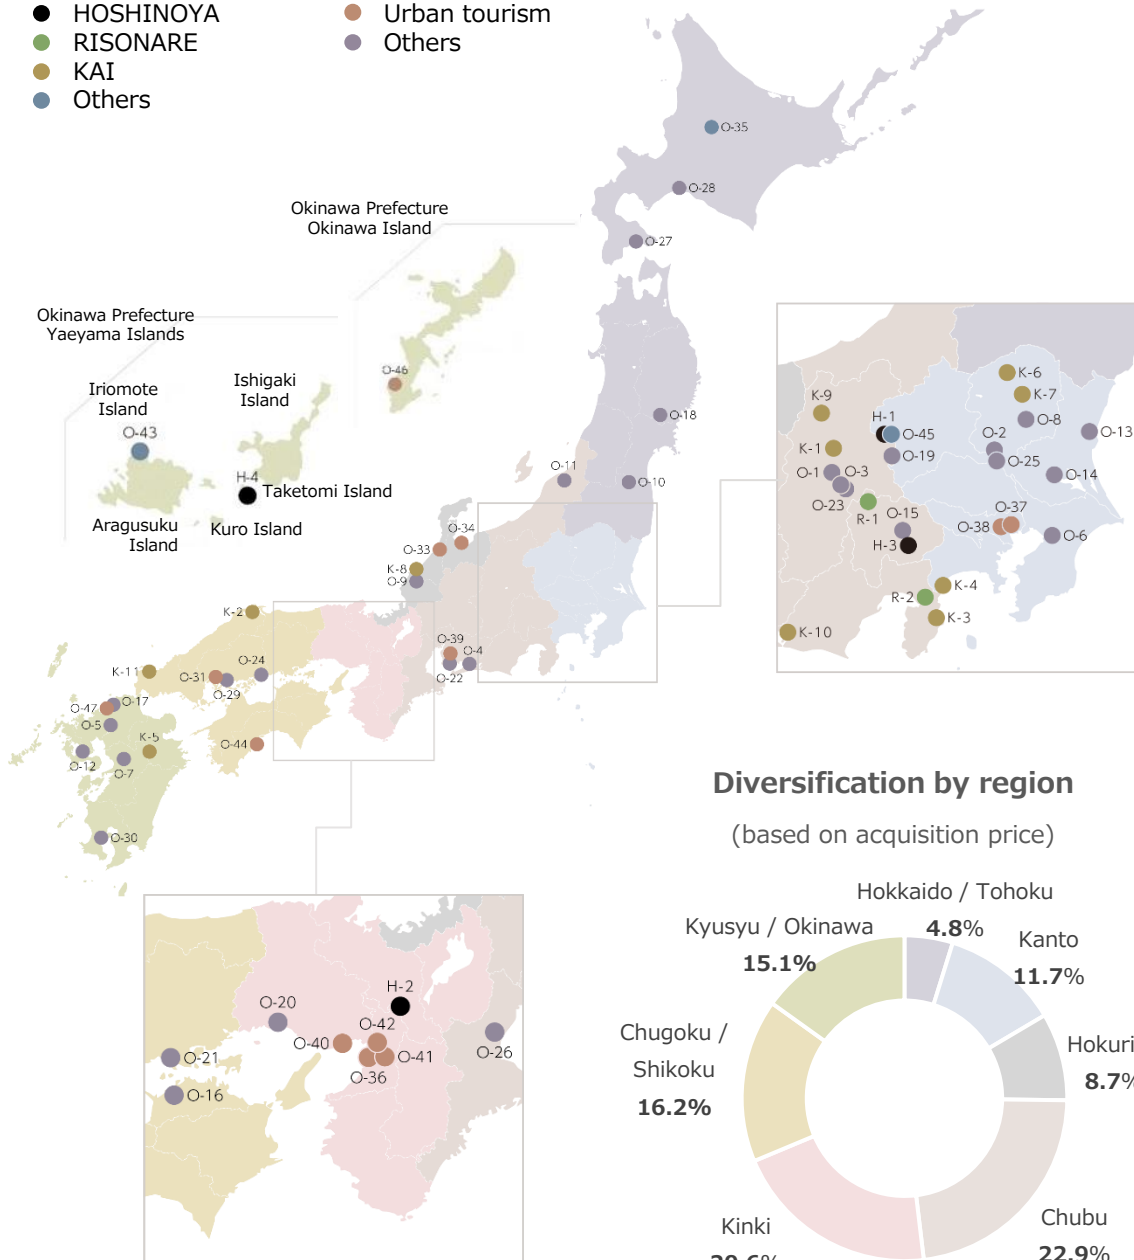 HOSHINOYA
RISONARE
KAI
Others
Urban tourism
Others
O-35
O-28
O-27
Okinawa Prefecture
Okinawa Island
Okinawa Prefecture
Yaeyama Islands
O-46
Iriomote
Island
O-43
Ishigaki
Island
H-4
Taketomi Island
Aragusuku
Island
Kuro Island
O-18
O-11
O-10
O-34
O-33
K-8
O-9
K-2
O-39
O-4
O-22
K-11
O-31
O-24
O-29
O-17
O-47
O-5
K-5
O-12
O-7
O-44
O-30
K-6
K-9
K-7
H-1
O-8
O-45
O-2
O-13
K-1
O-19
O-25
O-1
O-3
O-14
O-23
R-1
O-15
O-37
O-38
O-6
H-3
K-4
R-2
K-3
K-10
H-2
O-20
O-42
O-40
O-41
O-26
O-21
O-36
O-16
Diversification by region
(based on acquisition price)
Hokkaido / Tohoku
4.8%
Kyusyu / Okinawa
15.1%
Kanto
11.7%
Chugoku /
Shikoku
16.2%
Hokuri
8.7%
Kinki
Chubu
22.9%